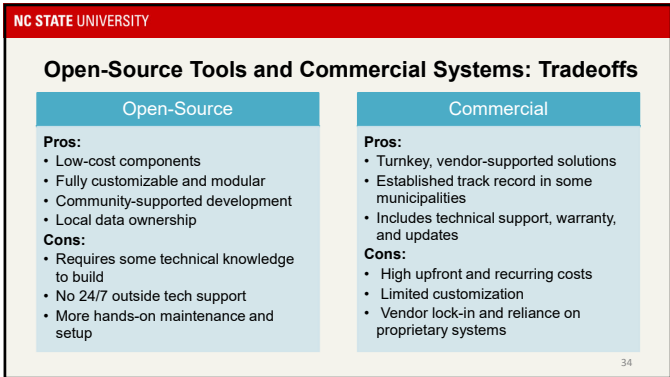 NC STATE UNIVERSITY
Open-Source Tools and Commercial Systems: Tradeoffs
Open-Source
Pros:
• Low-cost components
• Fully customizable and modular
• Community-supported development
• Local data ownership
Cons:
• Requires some technical knowledge
to build
• No 24/7 outside tech support
• More hands-on maintenance and
setup
Commercial
Pros:
• Turnkey, vendor-supported solutions
• Established track record in some
municipalities
• Includes technical support, warranty,
and updates
Cons:
• High upfront and recurring costs
• Limited customization
• Vendor lock-in and reliance on
proprietary systems
34